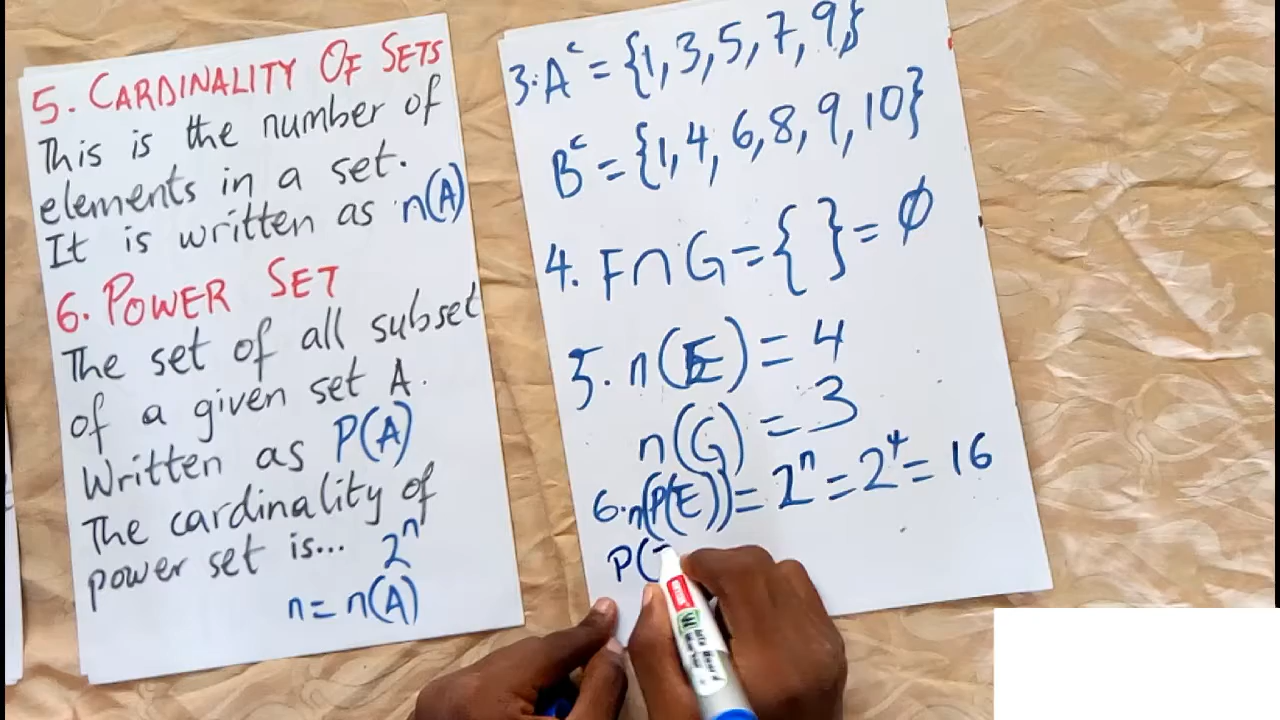 5. CARDINALITY OF SETS
This is the number of
elements in a set.
It is written as n(A)
6. POWER SET
The set of all subset
of a given set A.
Written as P(A)
The cardinality of
power set is... 2ⁿ
n = n(A)
3. Aᶜ = {1, 3, 5, 7, 9}
Bᶜ = {1, 4, 6, 8, 9, 10}
4. F∩G = { } = ϕ
5. n(E) = 4
n(G) = 3
6. n(P(E)) = 2ⁿ = 2⁴ = 16
P(